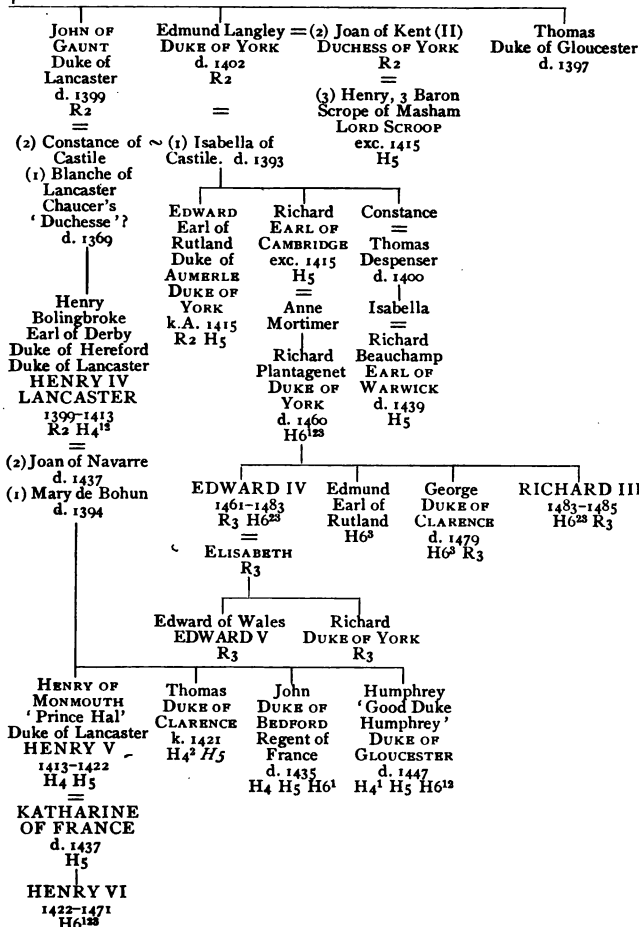 JOHN OF
GAUNT
Duke of
Lancaster
d. 1399
R2
=
(2) Constance of ~
Castile
(1) Blanche of
Lancaster
Chaucer's
'Duchesse'?
d. 1369
Henry
Bolingbroke
Earl of Derby
Duke of Hereford
Duke of Lancaster
HENRY IV
LANCASTER
1399-1413
R2 H4¹²
=
(2) Joan of Navarre
d. 1437
(1) Mary de Bohun
d. 1394
Edmund Langley =
DUKE OF YORK
d. 1402
R2
=
(1) Isabella of
Castile. d. 1393
(2) Joan of Kent (II)
DUCHESS OF YORK
R2
=
(3) Henry, 3 Baron
Scrope of Masham
LORD SCROOP
exc. 1415
H5
Thomas
Duke of Gloucester
d. 1397
EDWARD
Earl of
Rutland
Duke of
AUMERLE
DUKE OF
YORK
k.A. 1415
R2 H5
Richard
EARL OF
CAMBRIDGE
exc. 1415
H5
=
Anne
Mortimer
Richard
Plantagenet
DUKE OF
YORK
d. 1460
H6¹²³
Constance
=
Thomas
Despenser
d. 1400
Isabella
=
Richard
Beauchamp
EARL OF
WARWICK
d. 1439
H5
EDWARD IV
1461-1483
R3 H6²³
=
ELISABETH
R3
Edmund
Earl of
Rutland
H6³
George
DUKE OF
CLARENCE
d. 1479
H6³ R3
RICHARD III
1483-1485
H6²³ R3
Edward of Wales
EDWARD V
R3
Richard
DUKE OF YORK
R3
HENRY OF
MONMOUTH
'Prince Hal'
Duke of Lancaster
HENRY V
1413-1422
H4 H5
=
KATHARINE
OF FRANCE
d. 1437
H5
HENRY VI
1422-1471
H6¹²³
Thomas
DUKE OF
CLARENCE
k. 1421
H4² H5
John
DUKE OF
BEDFORD
Regent of
France
d. 1435
H4 H5 H6¹
Humphrey
'Good Duke
Humphrey'
DUKE OF
GLOUCESTER
d. 1447
H4¹ H5 H6¹²